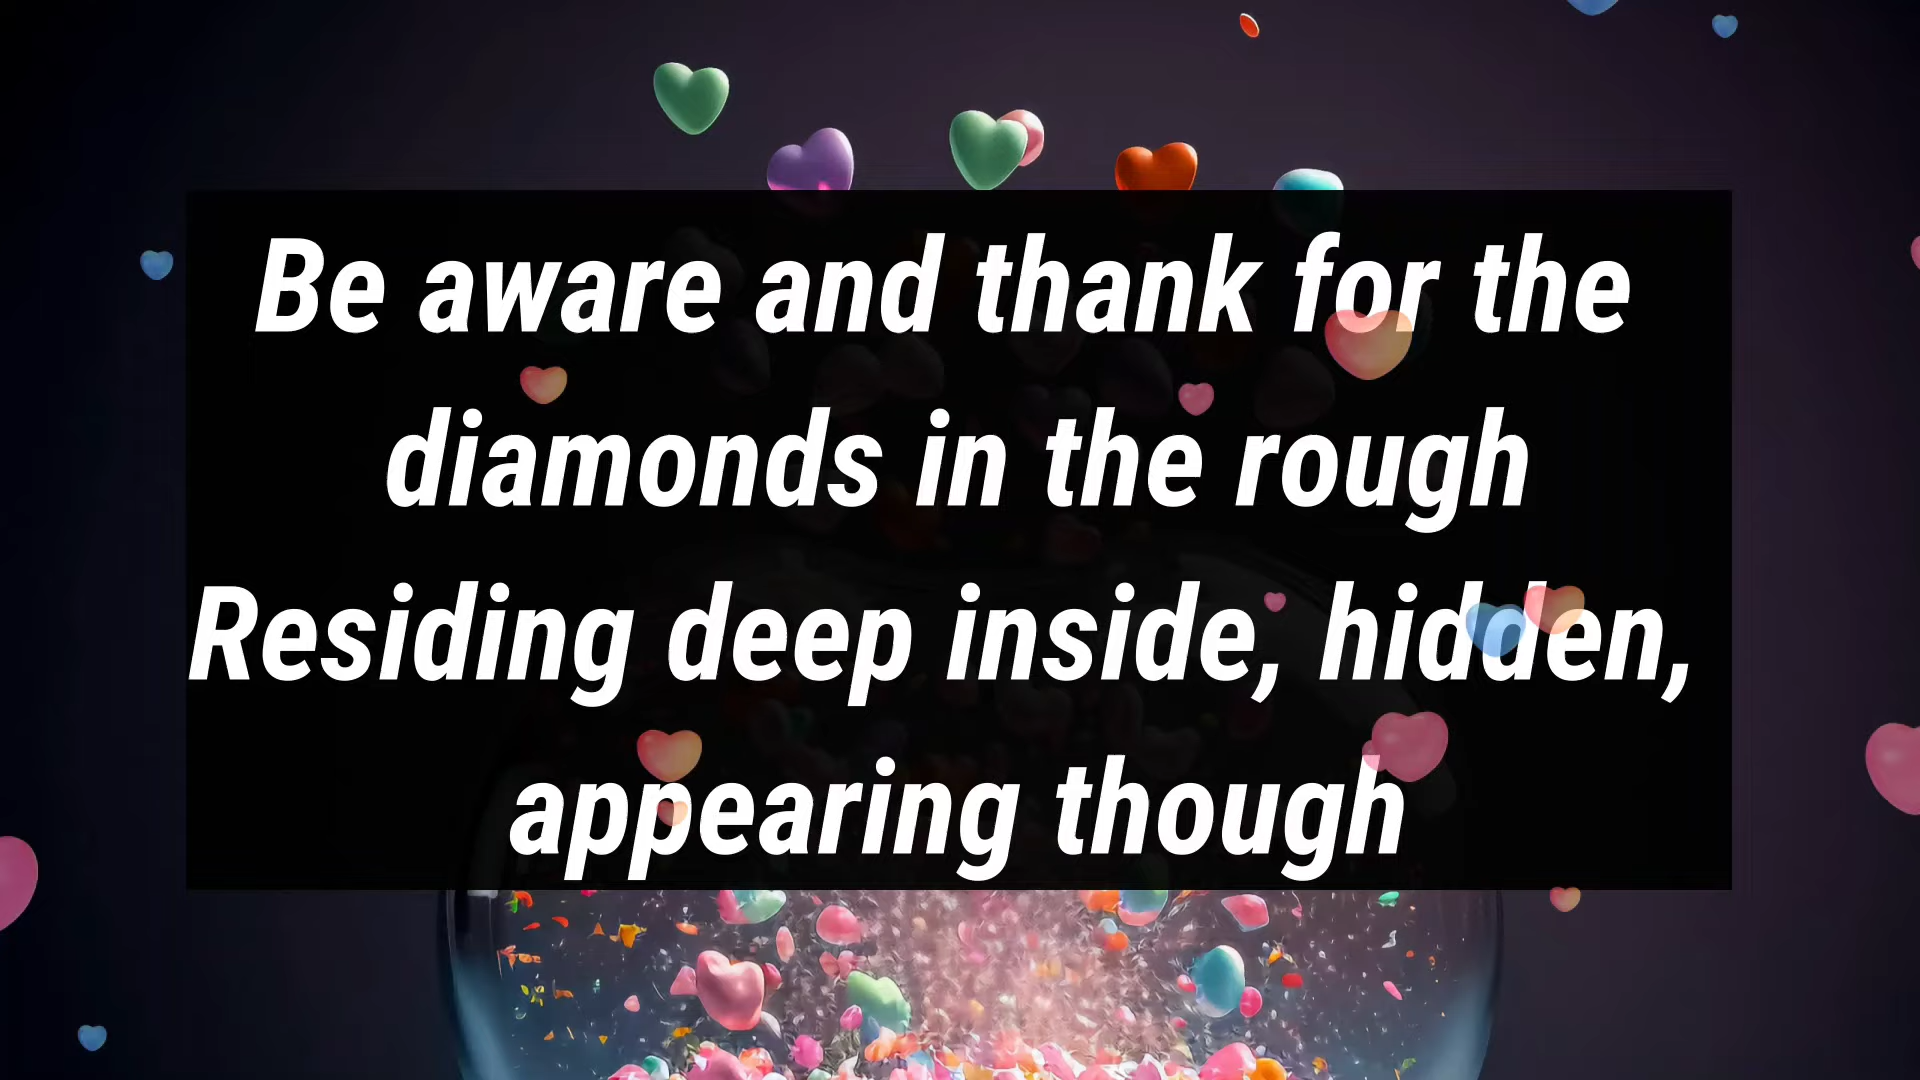 Be aware and thank for the
diamonds in the rough
Residing deep inside, hidden,
appearing though